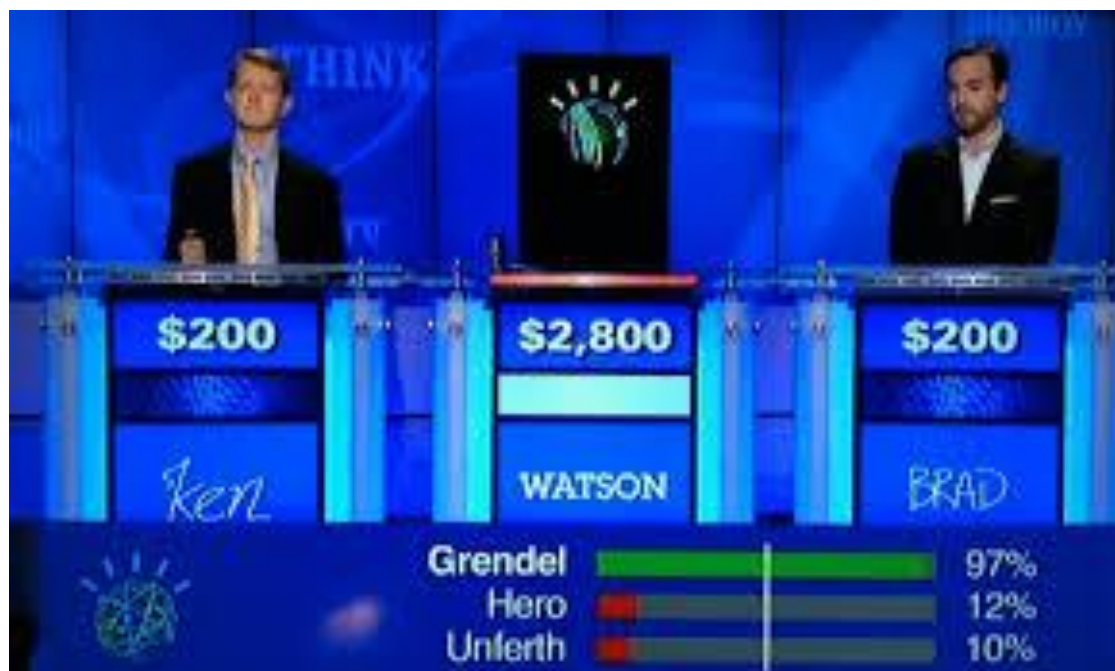 THINK
$200
$2,800
$200
Ken
WATSON
BRAD
Grendel 97%
Hero 12%
Unferth 10%